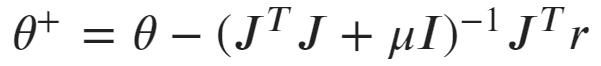 θ⁺ = θ − (JᵀJ + μI)⁻¹Jᵀr